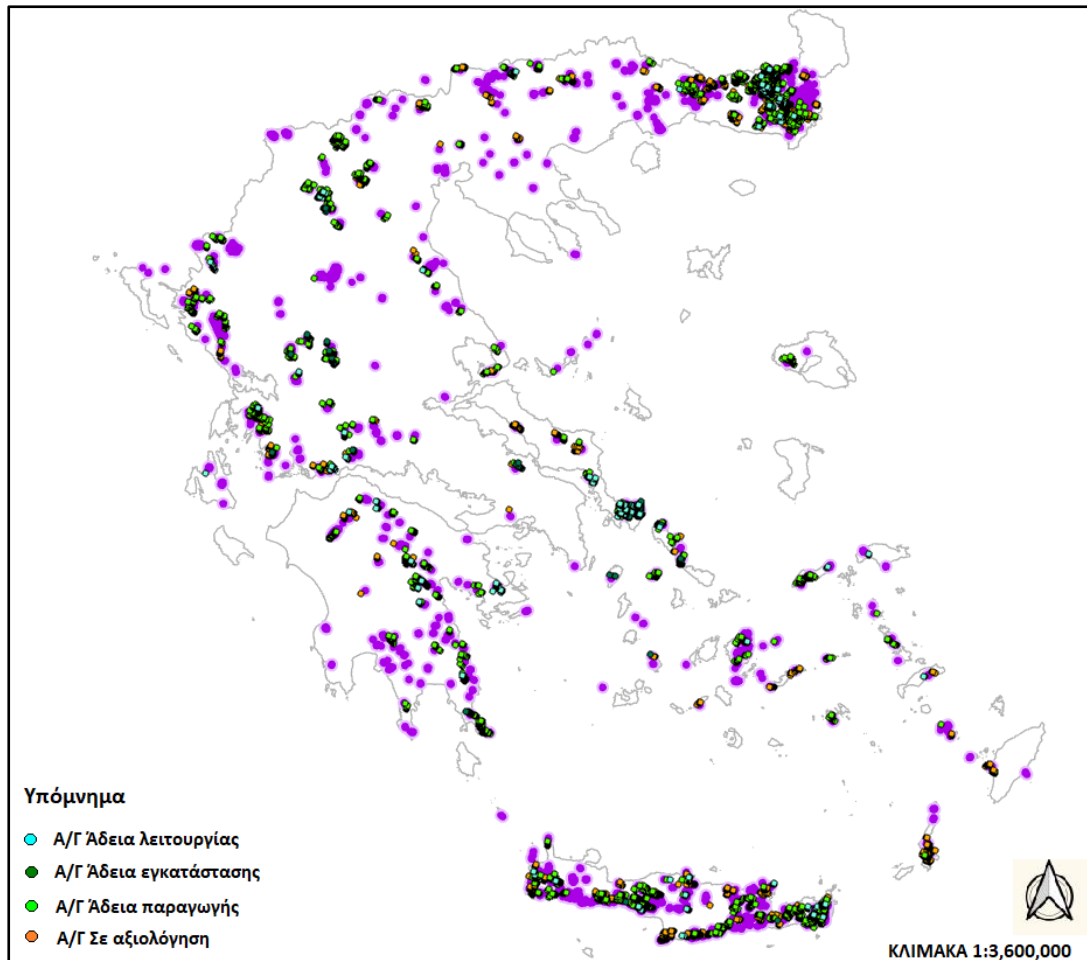 Υπόμνημα
Α/Γ Άδεια λειτουργίας
Α/Γ Άδεια εγκατάστασης
Α/Γ Άδεια παραγωγής
Α/Γ Σε αξιολόγηση
ΚΛΙΜΑΚΑ 1:3,600,000